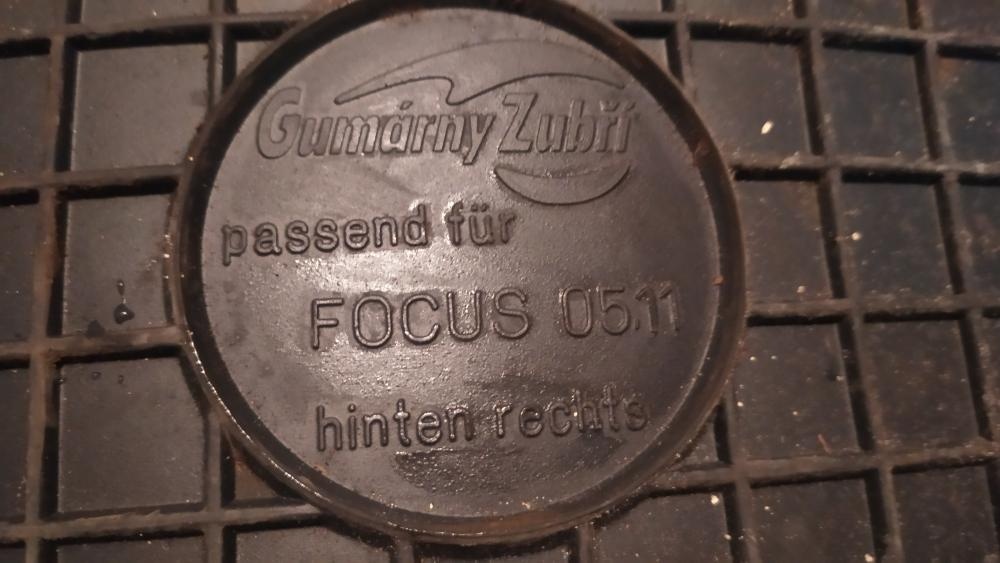 Gumárny Zubří
passend für
FOCUS 05.11
hinten rechts